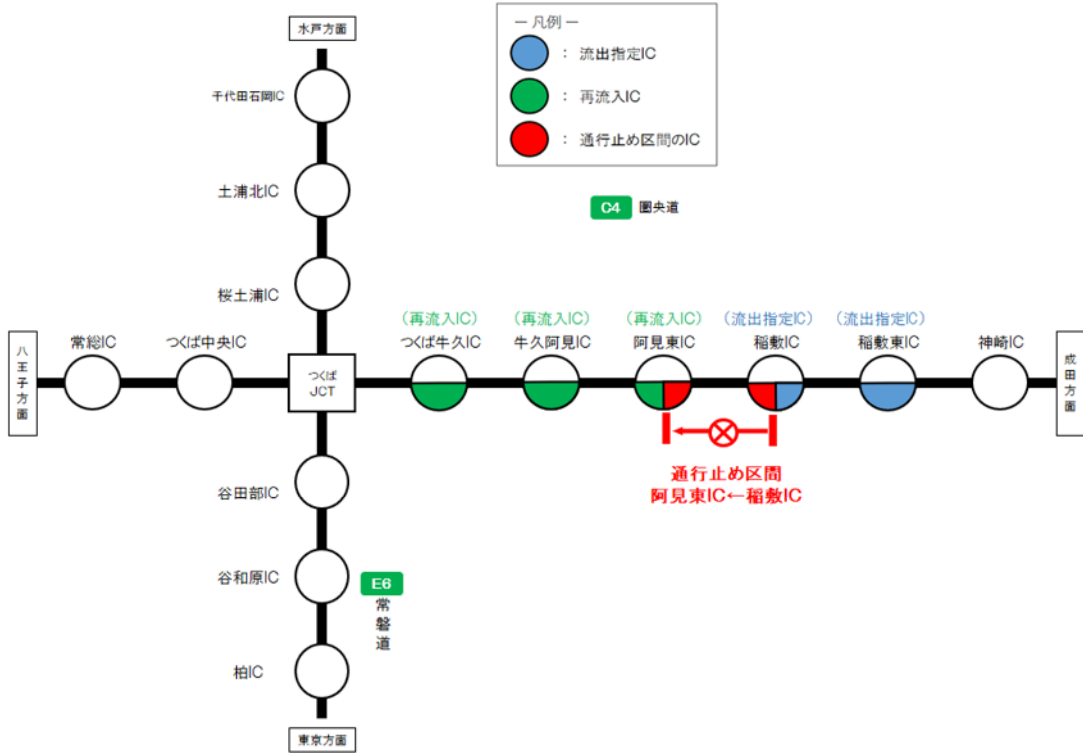 水戸方面
― 凡例 ―
： 流出指定IC
： 再流入IC
： 通行止め区間のIC
千代田石岡IC
土浦北IC
C4 圏央道
桜土浦IC
（再流入IC）
つくば牛久IC
（再流入IC）
牛久阿見IC
（再流入IC）
阿見東IC
（流出指定IC）
稲敷IC
（流出指定IC）
稲敷東IC
神崎IC
八王子方面
常総IC
つくば中央IC
つくば
JCT
成田方面
通行止め区間
阿見東IC←稲敷IC
谷田部IC
谷和原IC
E6
常磐道
柏IC
東京方面